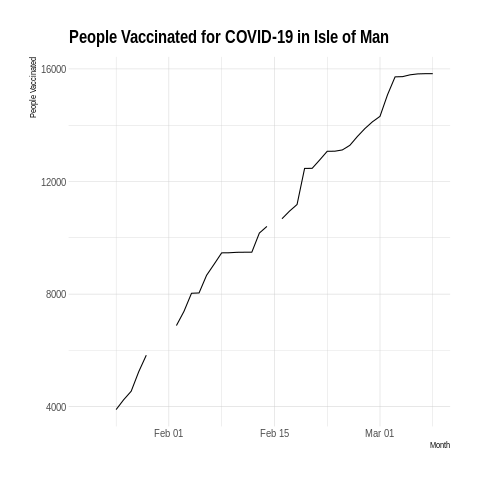 People Vaccinated for COVID-19 in Isle of Man
People Vaccinated
16000
12000
8000
4000
Feb 01
Feb 15
Mar 01
Month